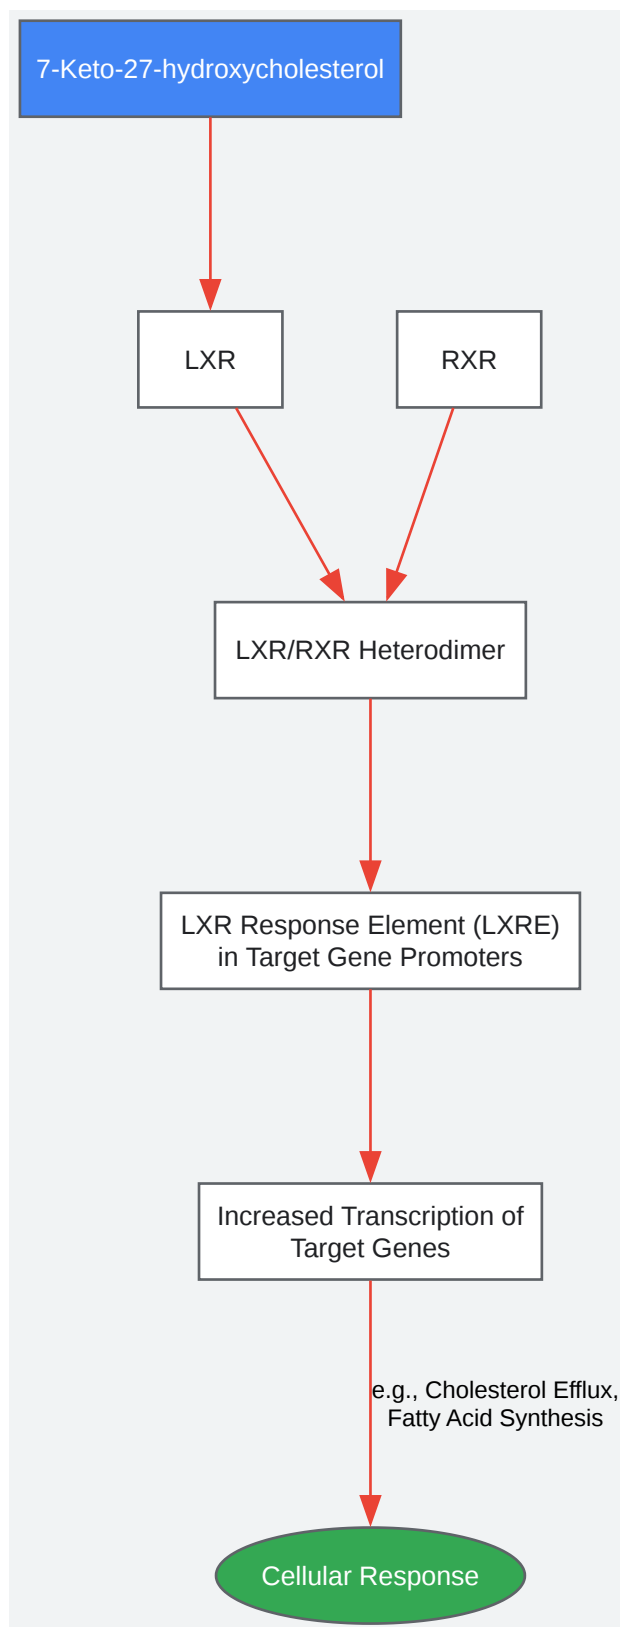 7-Keto-27-hydroxycholesterol
LXR
RXR
LXR/RXR Heterodimer
LXR Response Element (LXRE)
in Target Gene Promoters
Increased Transcription of
Target Genes
e.g., Cholesterol Efflux,
Fatty Acid Synthesis
Cellular Response